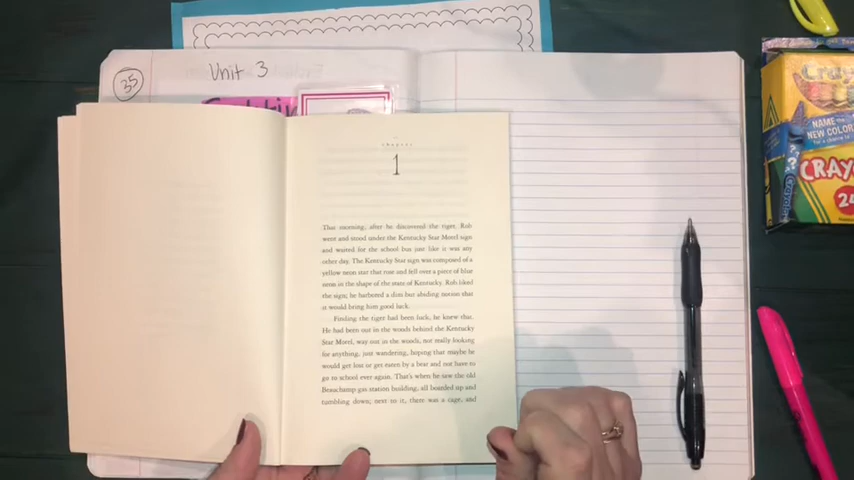 35
Unit 3
chapter
1
That morning, after he discovered the tiger, Rob
went and stood under the Kentucky Star Motel sign
and waited for the school bus just like it was any
other day. The Kentucky Star sign was composed of a
yellow neon star that rose and fell over a piece of blue
neon in the shape of the state of Kentucky. Rob liked
the sign; he harbored a dim but abiding notion that
it would bring him good luck.
Finding the tiger had been luck, he knew that.
He had been out in the woods behind the Kentucky
Star Motel, way out in the woods, not really looking
for anything, just wandering, hoping that maybe he
would get lost or get eaten by a bear and not have to
go to school ever again. That's when he saw the old
Beauchamp gas station building, all boarded up and
tumbling down; next to it, there was a cage, and
NAME the
new COLOR
for a chance to
CRAYO
24